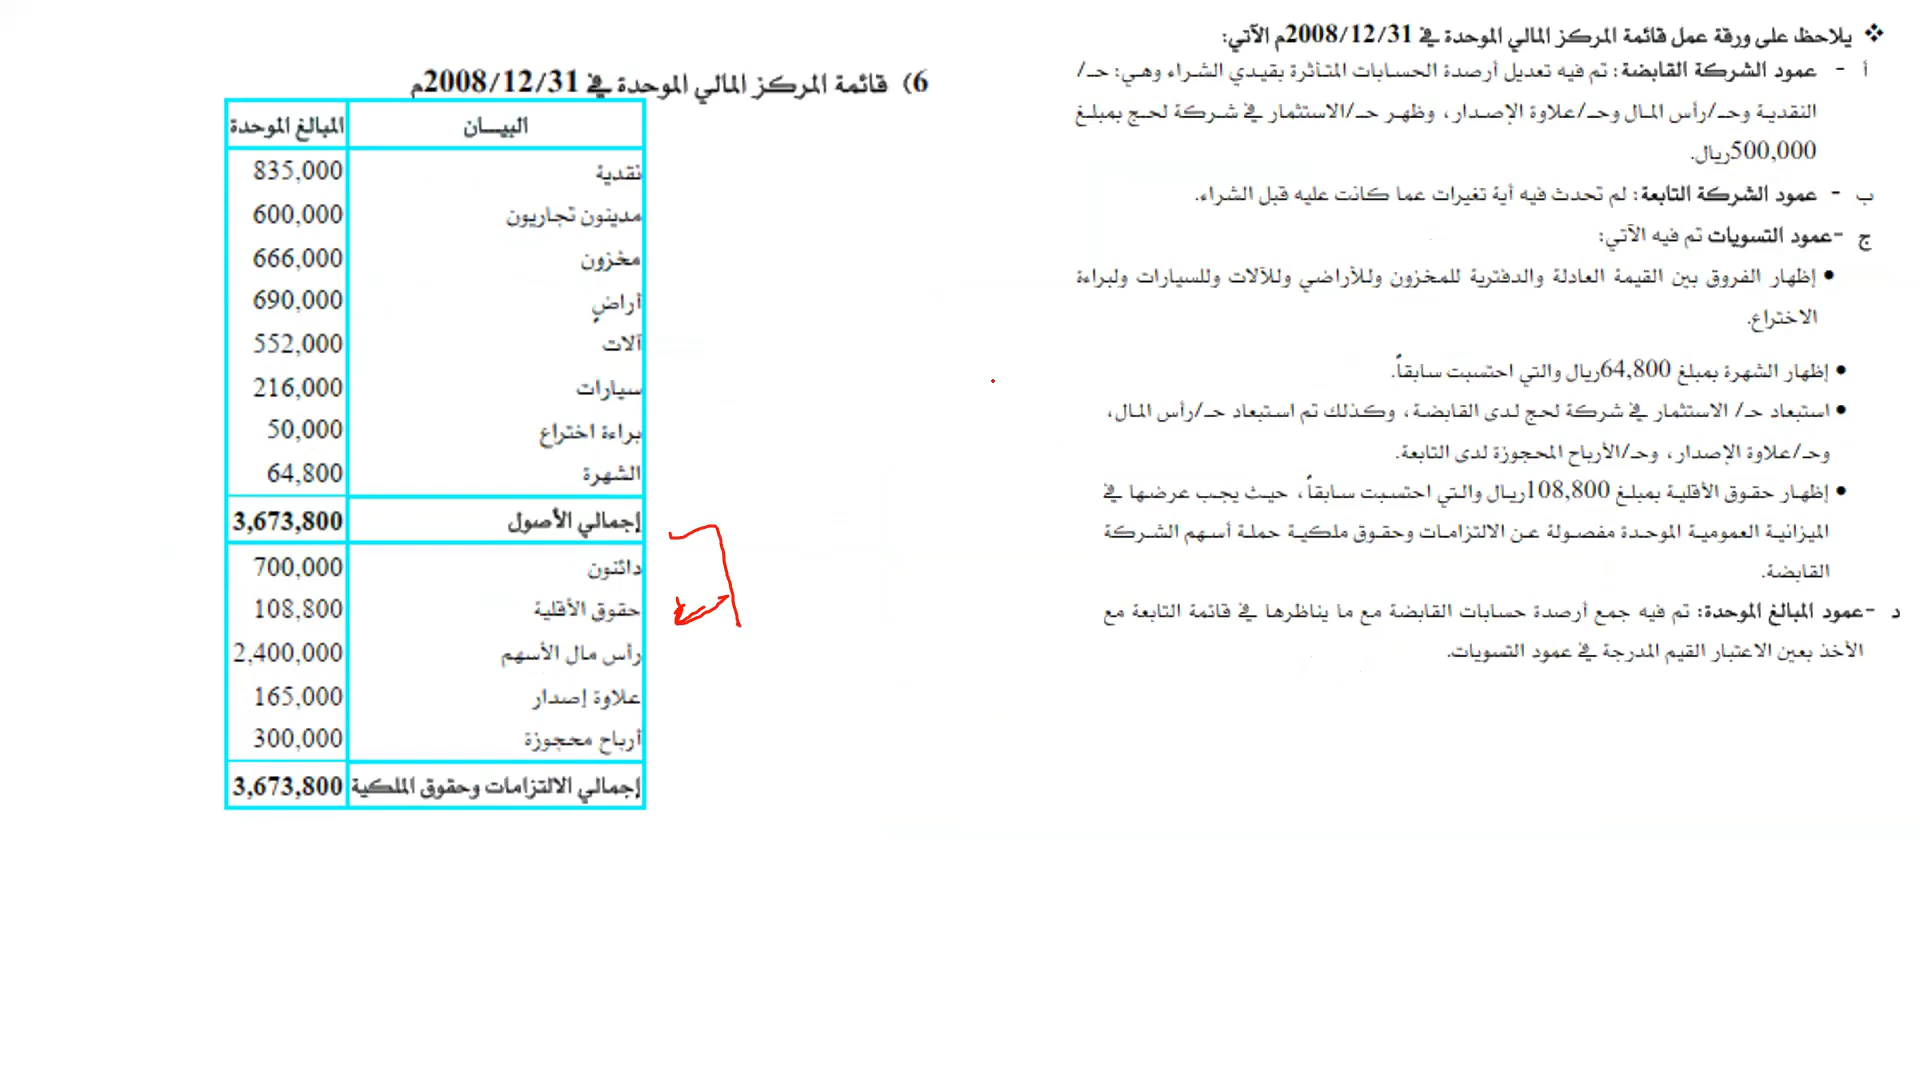 ❖ يلاحظ على ورقة عمل قائمة المركز المالي الموحدة في 2008/12/31م الآتي:
أ - عمود الشركة القابضة: تم فيه تعديل أرصدة الحسابات المتأثرة بقيدي الشراء وهي: حـ/
النقدية وحـ/رأس المال وحـ/علاوة الإصدار، وظهر حـ/الاستثمار في شركة لحج بمبلغ
500,000ريال.
ب - عمود الشركة التابعة: لم تحدث فيه أية تغيرات عما كانت عليه قبل الشراء.
ج -عمود التسويات تم فيه الآتي:
• إظهار الفروق بين القيمة العادلة والدفترية للمخزون وللأراضي وللآلات وللسيارات ولبراءة
الاختراع.
• إظهار الشهرة بمبلغ 64,800ريال والتي احتسبت سابقاً.
• استبعاد حـ/ الاستثمار في شركة لحج لدى القابضة، وكذلك تم استبعاد حـ/رأس المال،
وحـ/علاوة الإصدار، وحـ/الأرباح المحجوزة لدى التابعة.
• إظهار حقوق الأقلية بمبلغ 108,800ريال والتي احتسبت سابقاً، حيث يجب عرضها في
الميزانية العمومية الموحدة مفصولة عن الالتزامات وحقوق ملكية حملة أسهم الشركة
القابضة.
د -عمود المبالغ الموحدة: تم فيه جمع أرصدة حسابات القابضة مع ما يناظرها في قائمة التابعة مع
الأخذ بعين الاعتبار القيم المدرجة في عمود التسويات.
6) قائمة المركز المالي الموحدة في 2008/12/31م
البيـــان المبالغ الموحدة
نقدية 835,000
مدينون تجاريون 600,000
مخزون 666,000
أراضٍ 690,000
آلات 552,000
سيارات 216,000
براءة اختراع 50,000
الشهرة 64,800
إجمالي الأصول 3,673,800
دائنون 700,000
حقوق الأقلية 108,800
رأس مال الأسهم 2,400,000
علاوة إصدار 165,000
أرباح محجوزة 300,000
إجمالي الالتزامات وحقوق الملكية 3,673,800